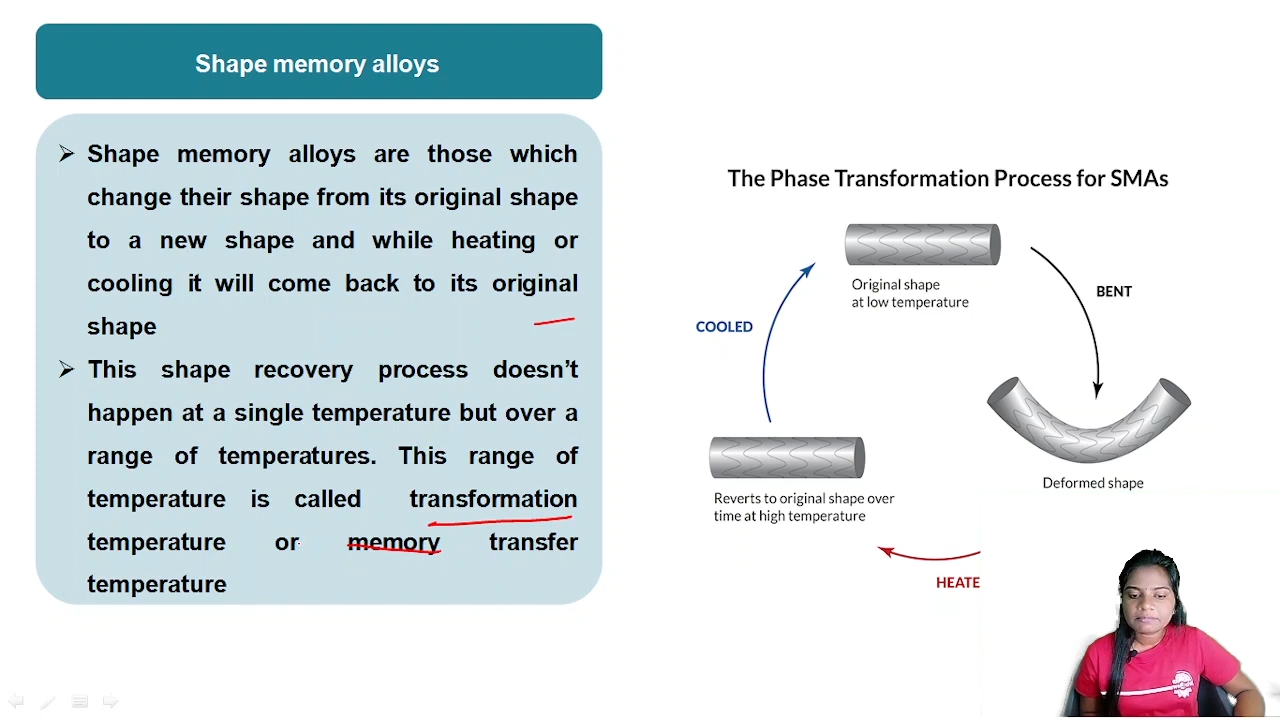 Shape memory alloys
➢ Shape memory alloys are those which
change their shape from its original shape
to a new shape and while heating or
cooling it will come back to its original
shape
➢ This shape recovery process doesn’t
happen at a single temperature but over a
range of temperatures. This range of
temperature is called transformation
temperature or memory transfer
temperature
The Phase Transformation Process for SMAs
Original shape
at low temperature
BENT
COOLED
Deformed shape
Reverts to original shape over
time at high temperature
HEATE